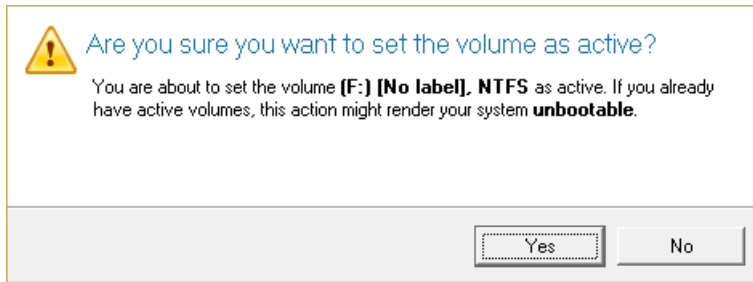 Are you sure you want to set the volume as active?
You are about to set the volume (F:) [No label], NTFS as active. If you already
have active volumes, this action might render your system unbootable.
Yes
No